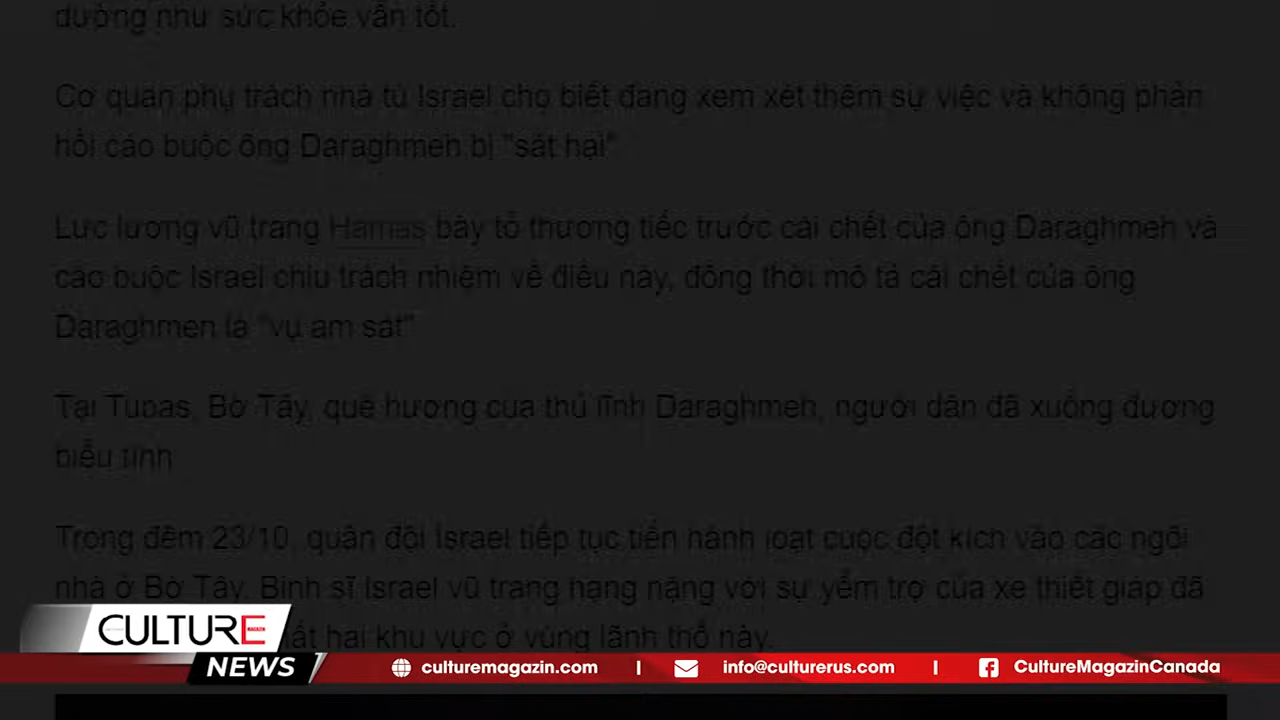 dường như sức khỏe vẫn tốt.
Cơ quan phụ trách nhà tù Israel cho biết đang xem xét thêm sự việc và không phản
hồi cáo buộc ông Daraghmeh bị "sát hại".
Lực lượng vũ trang Hamas bày tỏ thương tiếc trước cái chết của ông Daraghmeh và
cáo buộc Israel chịu trách nhiệm về điều này, đồng thời mô tả cái chết của ông
Daraghmeh là "vụ ám sát".
Tại Tubas, Bờ Tây, quê hương của thủ lĩnh Daraghmeh, người dân đã xuống đường
biểu tình.
Trong đêm 23/10, quân đội Israel tiếp tục tiến hành loạt cuộc đột kích vào các ngôi
nhà ở Bờ Tây. Binh sĩ Israel vũ trang hạng nặng với sự yểm trợ của xe thiết giáp đã
hai khu vực ở vùng lãnh thổ này.
CULTURE
NEWS
culturemagazin.com | info@culturerus.com | CultureMagazinCanada